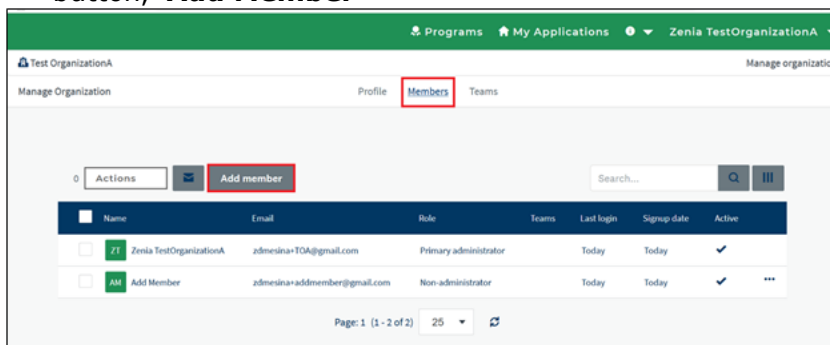 button, Add Member
Programs My Applications Zenia TestOrganizationA
Test OrganizationA Manage organizatio
Manage Organization Profile Members Teams
0 Actions Add member Search...
Name Email Role Teams Last login Signup date Active
ZT Zenia TestOrganizationA zdmesina+TOA@gmail.com Primary administrator Today Today
AM Add Member zdmesina+addmember@gmail.com Non-administrator Today Today
Page: 1 (1 - 2 of 2) 25